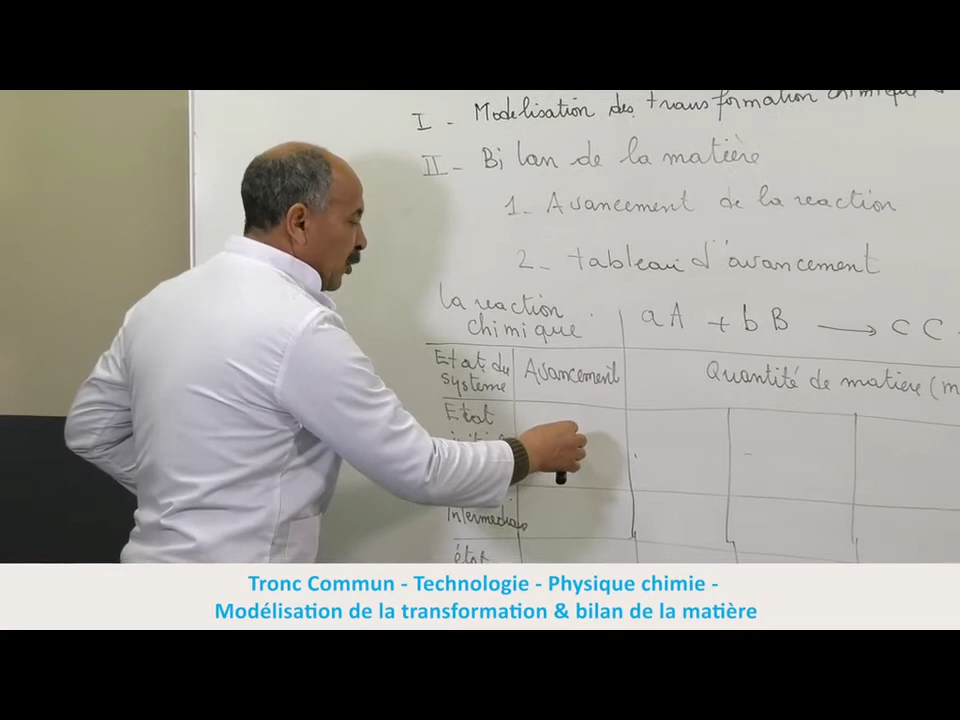 I - Modélisation des transformation chimique
II - Bilan de la matière
1 - Avancement de la reaction
2 - tableau d'avancement
la reaction chimique
aA + bB → cC
Etat du système
Avancement
Quantité de matiere (m
Etat
Intermediaire
état
Tronc Commun - Technologie - Physique chimie -
Modélisation de la transformation & bilan de la matière